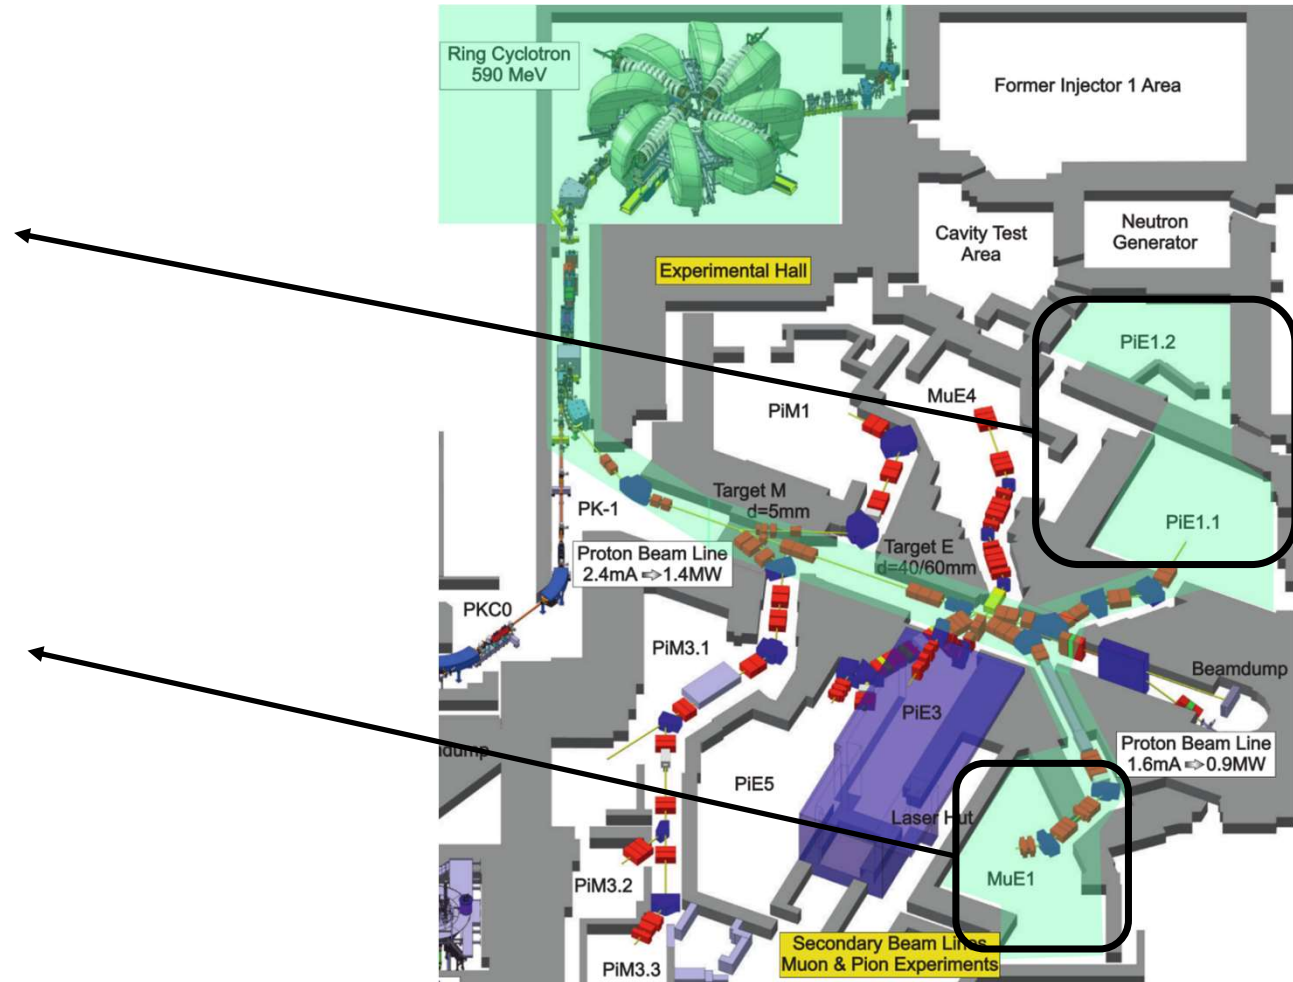 Ring Cyclotron
590 MeV
Former Injector 1 Area
Cavity Test
Area
Neutron
Generator
Experimental Hall
PiE1.2
PiM1
MuE4
Target M
d=5mm
PK-1
PiE1.1
Proton Beam Line
2.4mA ⇨1.4MW
Target E
d=40/60mm
PKC0
PiM3.1
Beamdump
PiE3
dump
Proton Beam Line
1.6mA ⇨0.9MW
PiE5
Laser Hut
MuE1
PiM3.2
Secondary Beam Lines
Muon & Pion Experiments
PiM3.3